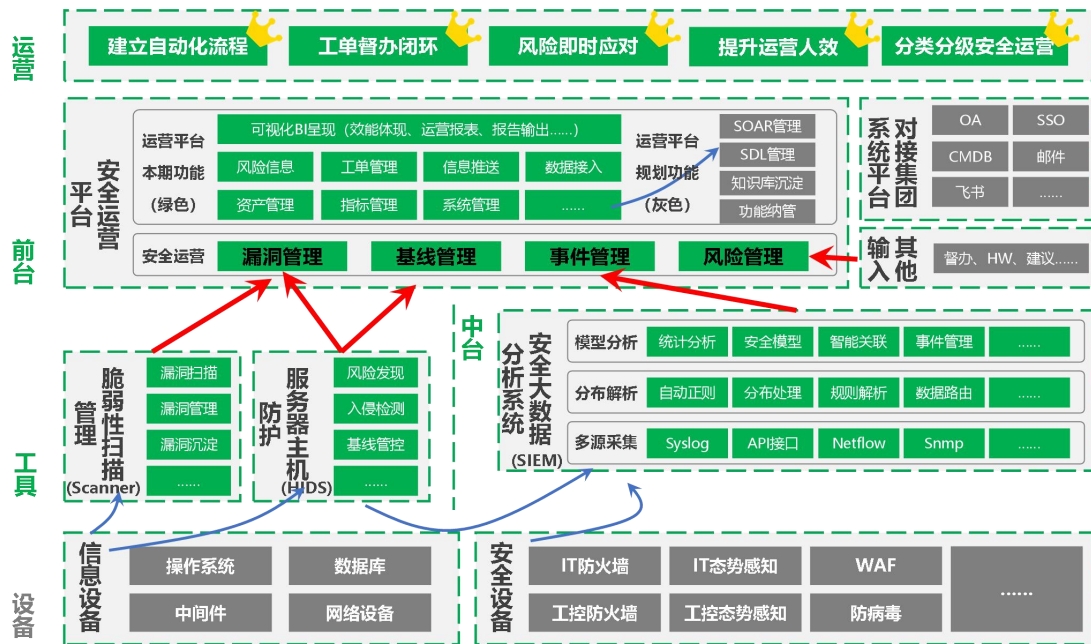 运营
建立自动化流程
工单督办闭环
风险即时应对
提升运营人效
分类分级安全运营
前台
安全运营
平台
运营平台
本期功能
(绿色)
可视化BI呈现（效能体现、运营报表、报告输出……）
风险信息
工单管理
信息推送
数据接入
资产管理
指标管理
系统管理
……
运营平台
规划功能
(灰色)
SOAR管理
SDL管理
知识库沉淀
功能纳管
安全运营
漏洞管理
基线管理
事件管理
风险管理
对接集团
系统平台
OA
SSO
CMDB
邮件
飞书
……
其他
输入
督办、HW、建议……
工具
脆弱性扫描
管理
(Scanner)
漏洞扫描
漏洞管理
漏洞沉淀
……
服务器主机
防护
(HIDS)
风险发现
入侵检测
基线管控
……
中台
安全大数据
分析系统
(SIEM)
模型分析
统计分析
安全模型
智能关联
事件管理
……
分布解析
自动正则
分布处理
规则解析
数据路由
……
多源采集
Syslog
API接口
Netflow
Snmp
……
设备
信息设备
操作系统
数据库
中间件
网络设备
安全设备
IT防火墙
IT态势感知
WAF
工控防火墙
工控态势感知
防病毒
……